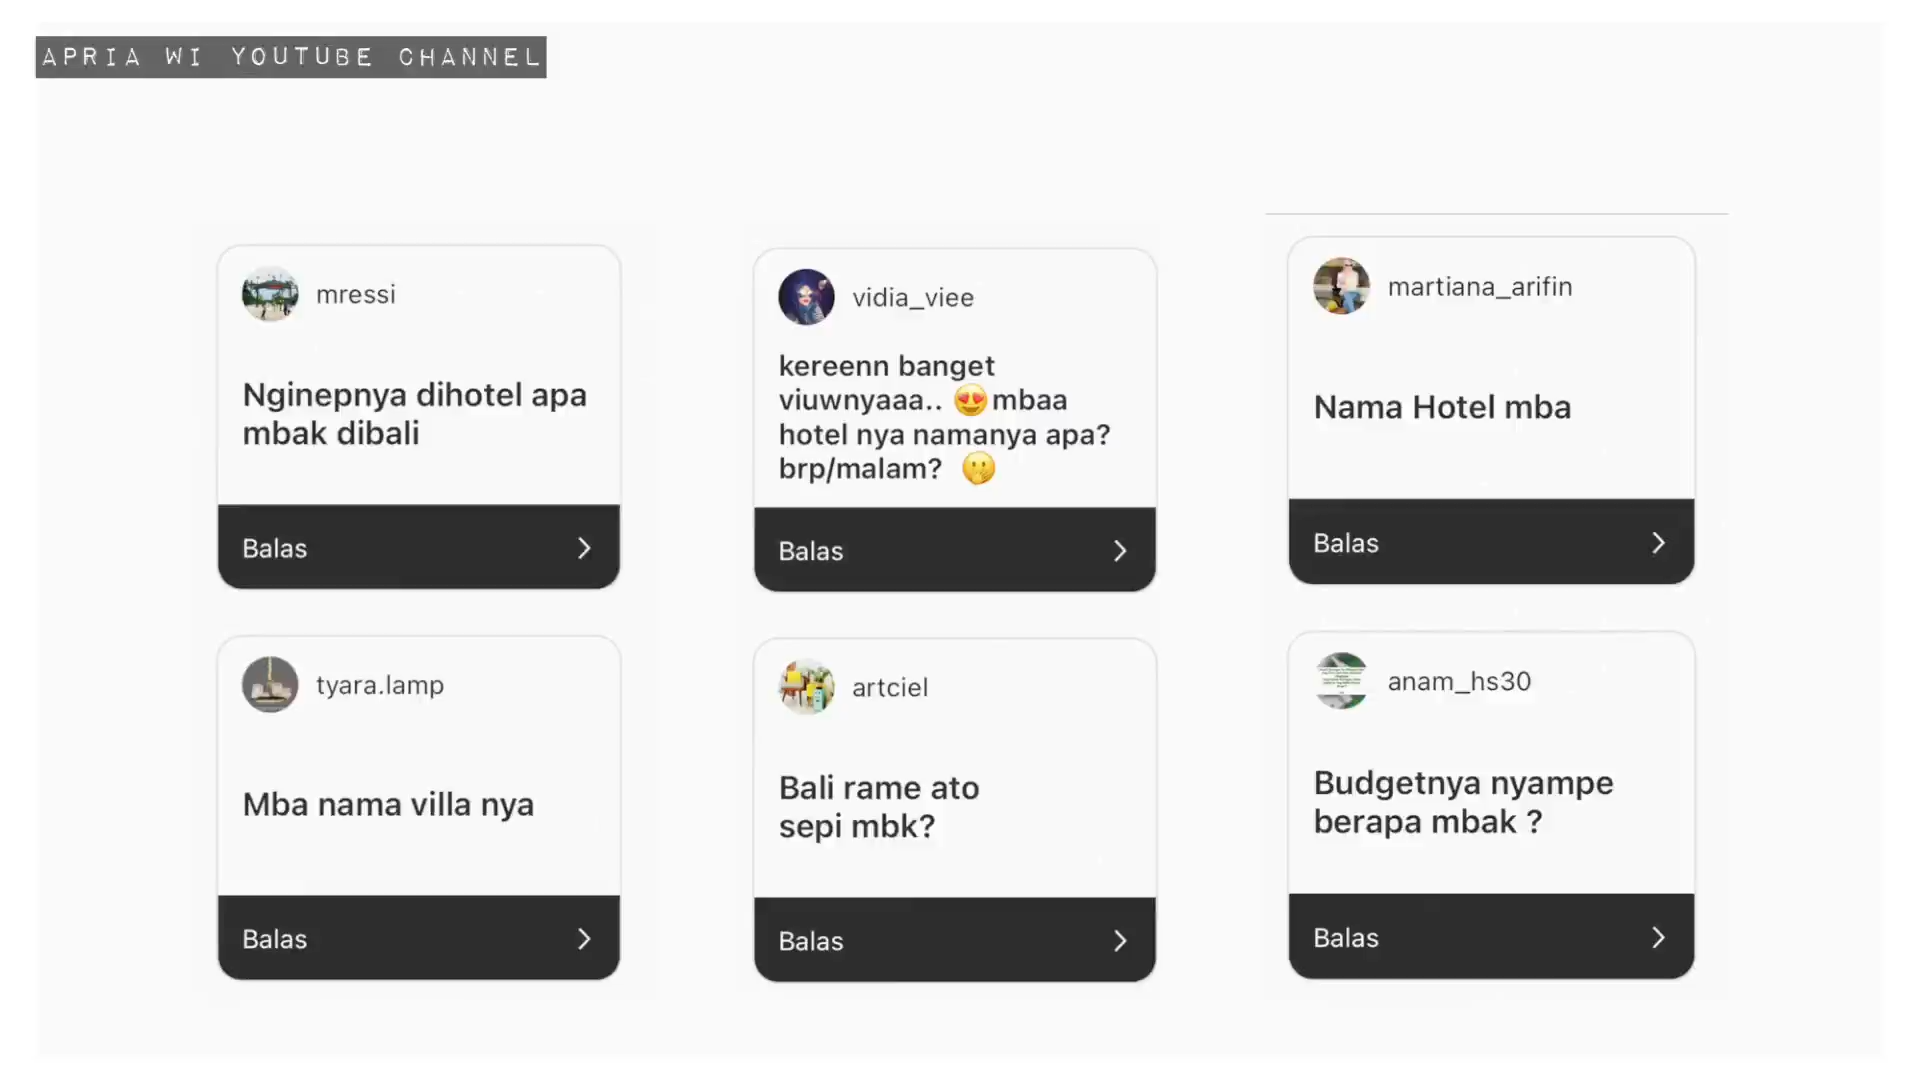 APRIA WI YOUTUBE CHANNEL
mressi
Nginepnya dihotel apa
mbak dibali
Balas
vidia_viee
kereenn banget
viuwnyaaa.. 😍mbaa
hotel nya namanya apa?
brp/malam? 🤭
Balas
martiana_arifin
Nama Hotel mba
Balas
tyara.lamp
Mba nama villa nya
Balas
artciel
Bali rame ato
sepi mbk?
Balas
anam_hs30
Budgetnya nyampe
berapa mbak ?
Balas